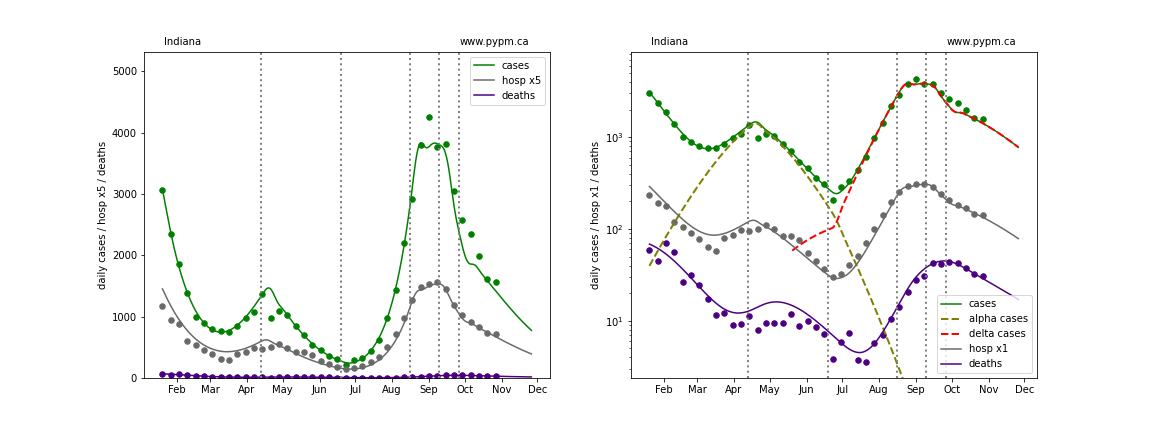 Indiana
www.pypm.ca
daily cases / hosp x5 / deaths
5000
4000
3000
2000
1000
0
Feb Mar Apr May Jun Jul Aug Sep Oct Nov Dec
cases
hosp x5
deaths
Indiana
www.pypm.ca
daily cases / hosp x1 / deaths
10³
10²
10¹
Feb Mar Apr May Jun Jul Aug Sep Oct Nov Dec
cases
alpha cases
delta cases
hosp x1
deaths